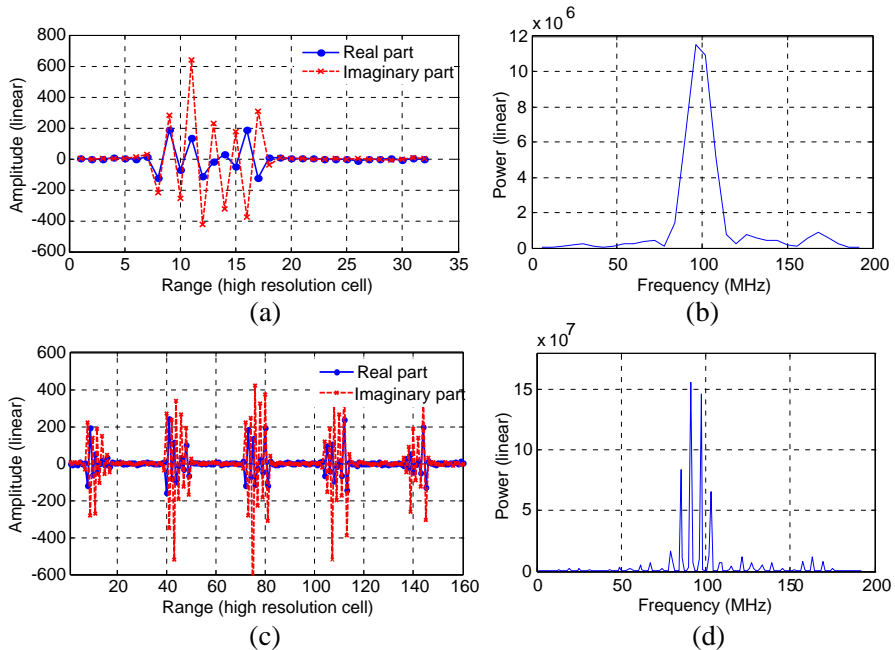 800
600
400
200
0
-200
-400
-600
Amplitude (linear)
Real part
Imaginary part
0 5 10 15 20 25 30 35
Range (high resolution cell)
(a)
x 10^6
12
10
8
6
4
2
0
Power (linear)
0 50 100 150 200
Frequency (MHz)
(b)
600
400
200
0
-200
-400
-600
Amplitude (linear)
Real part
Imaginary part
20 40 60 80 100 120 140 160
Range (high resolution cell)
(c)
x 10^7
15
10
5
0
Power (linear)
0 50 100 150 200
Frequency (MHz)
(d)